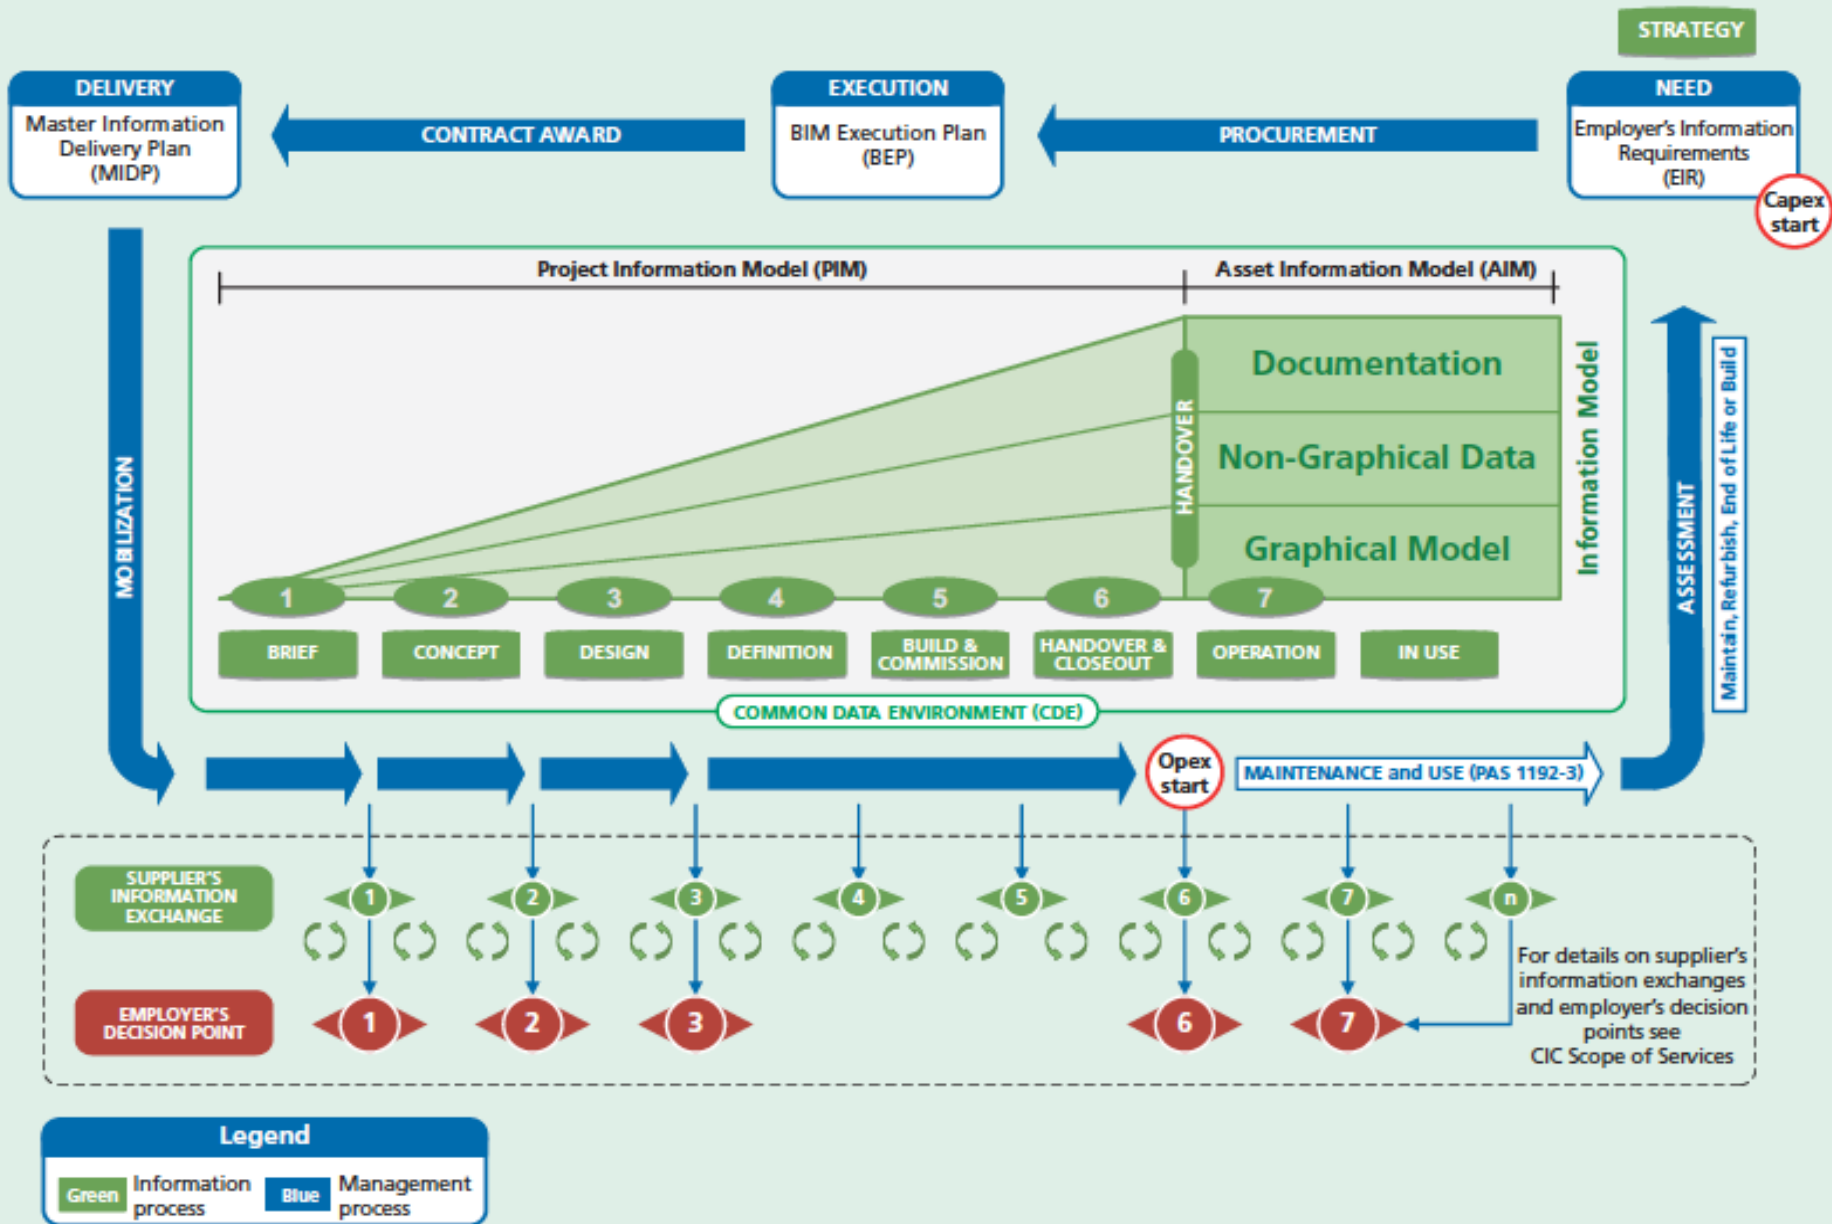 STRATEGY
DELIVERY
Master Information
Delivery Plan
(MIDP)
CONTRACT AWARD
EXECUTION
BIM Execution Plan
(BEP)
PROCUREMENT
NEED
Employer's Information
Requirements
(EIR)
Capex
start
Project Information Model (PIM)
Asset Information Model (AIM)
MOBILIZATION
HANDOVER
Documentation
Non-Graphical Data
Graphical Model
Information Model
ASSESSMENT
Maintain, Refurbish, End of Life or Build
1 2 3 4 5 6 7
BRIEF
CONCEPT
DESIGN
DEFINITION
BUILD &
COMMISSION
HANDOVER &
CLOSEOUT
OPERATION
IN USE
COMMON DATA ENVIRONMENT (CDE)
Opex
start
MAINTENANCE and USE (PAS 1192-3)
SUPPLIER'S
INFORMATION
EXCHANGE
1 2 3 4 5 6 7 n
EMPLOYER'S
DECISION POINT
1 2 3 6 7
For details on supplier's
information exchanges
and employer's decision
points see
CIC Scope of Services
Legend
Green
Information
process
Blue
Management
process